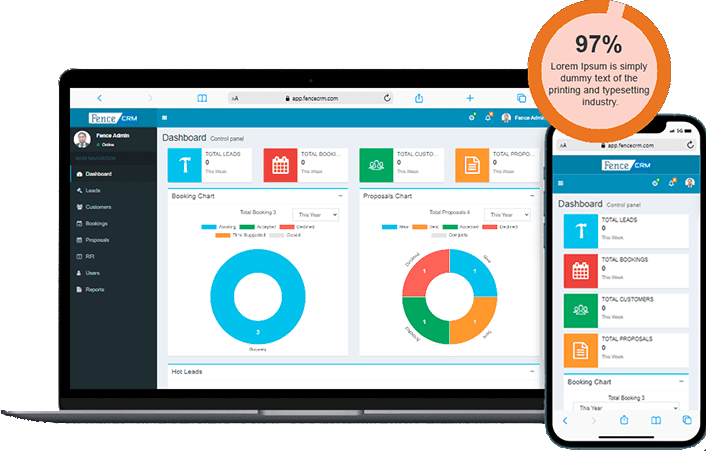 97%
Lorem Ipsum is simply
dummy text of the
printing and typesetting
industry.
AA
app.fencecrm.com
Fence CRM
Fence Admin
Fence Admin
Online
MAIN NAVIGATION
Dashboard
Leads
Customers
Bookings
Proposals
RFI
Users
Reports
Dashboard Control panel
TOTAL LEADS
0
This Week
TOTAL BOOKI...
0
This Week
TOTAL CUSTO...
0
This Week
TOTAL PROPO...
0
This Week
Booking Chart
Total Booking 3
This Year
Awaiting
Accepted
Declined
Time Suggested
Closed
3
Proposals Chart
Total Proposals 4
This Year
New
Sent
Accepted
Declined
Complete
Declined
New
Sent
1
1
1
1
Hot Leads
5G
AA
app.fencecrm.com
Fence CRM
Dashboard Control panel
TOTAL LEADS
0
This Week
TOTAL BOOKINGS
0
This Week
TOTAL CUSTOMERS
0
This Week
TOTAL PROPOSALS
0
This Week
Booking Chart
Total Booking 3
This Year